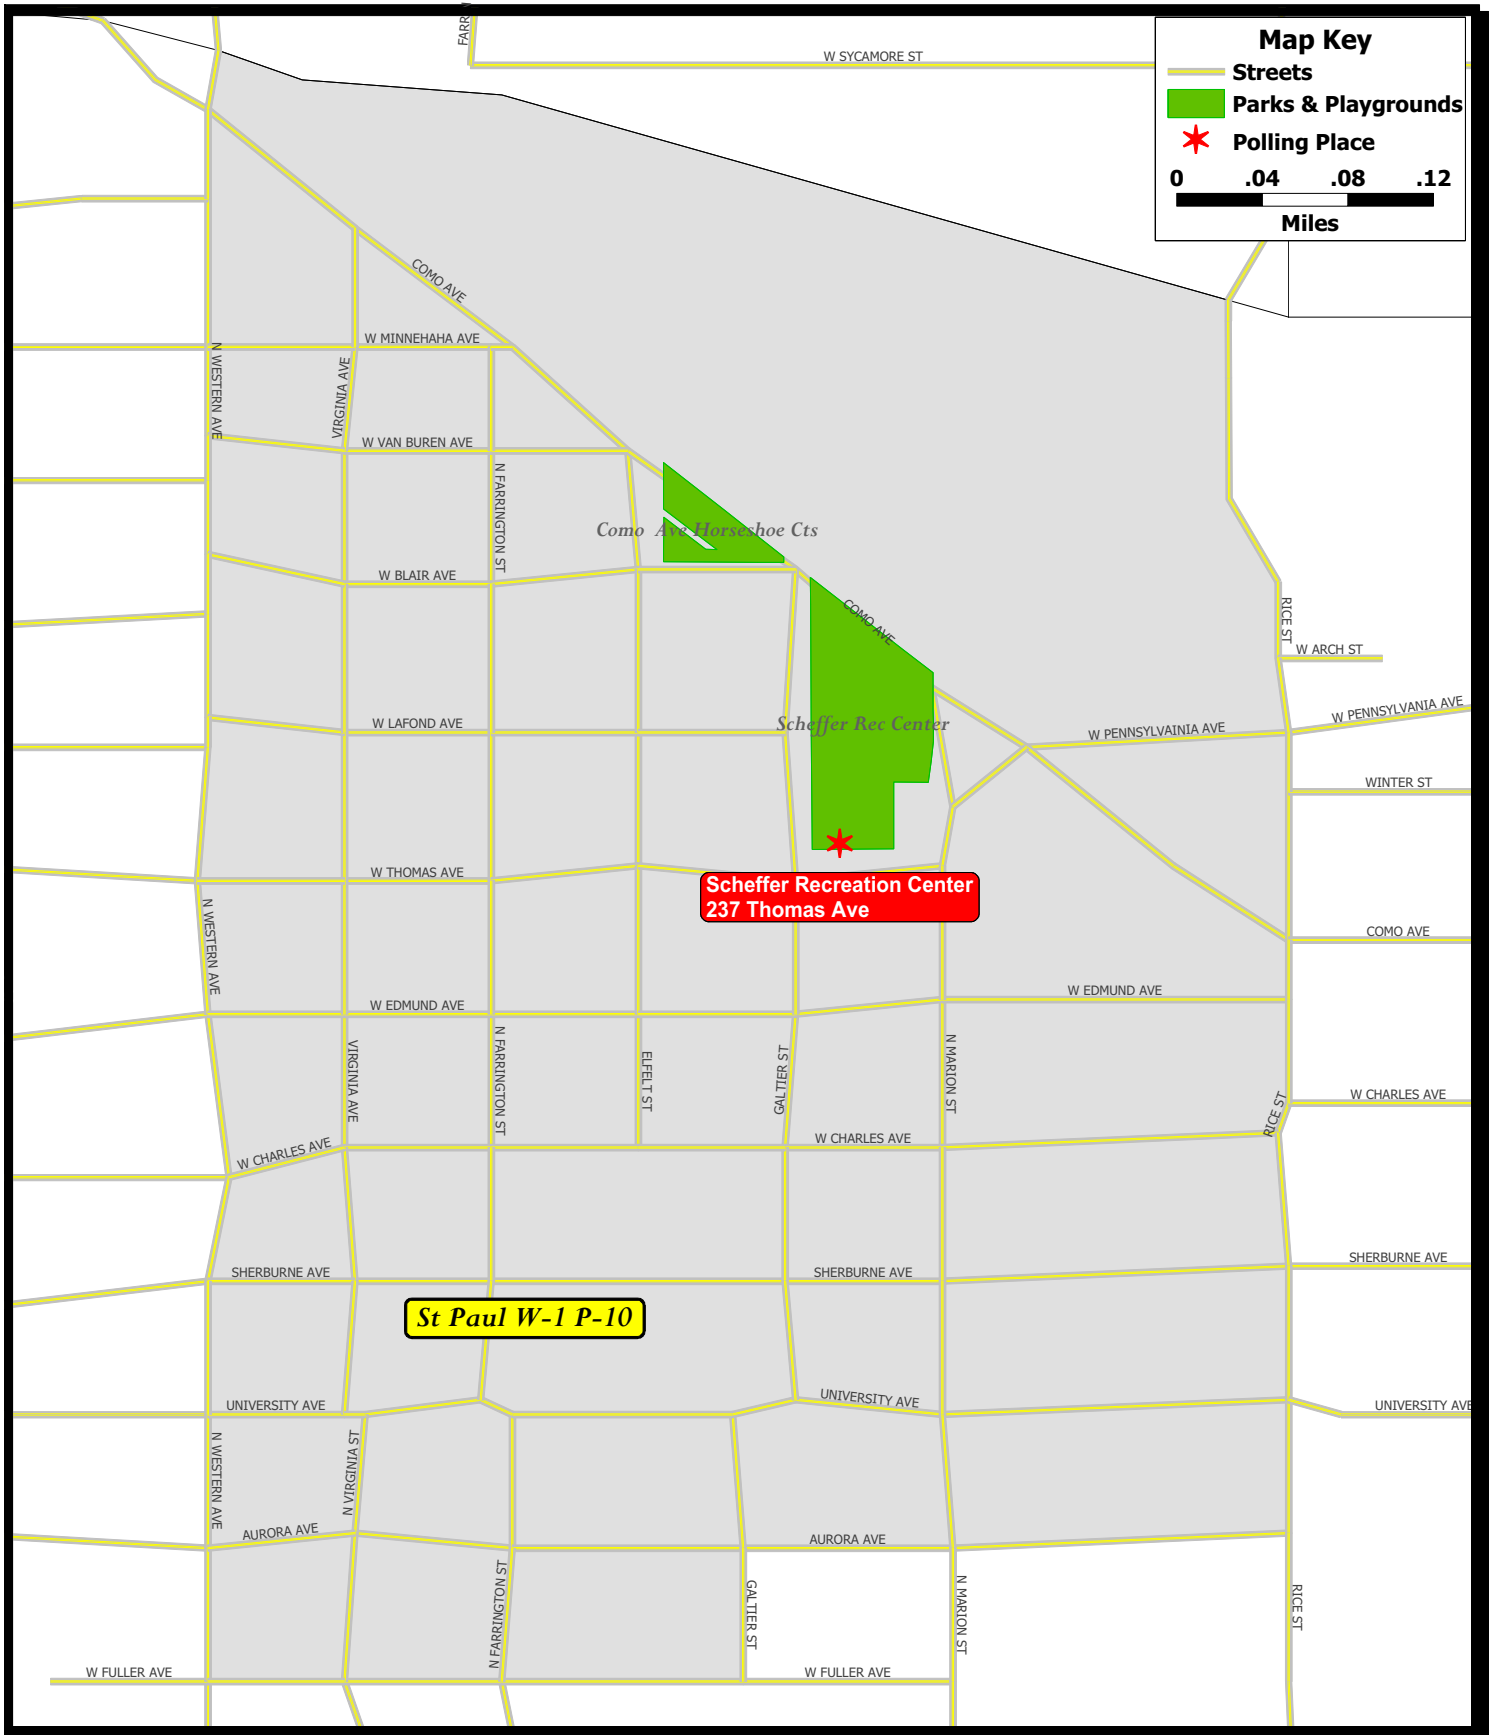 FARR
W SYCAMORE ST
Map Key
Streets
Parks & Playgrounds
Polling Place
0 .04 .08 .12
Miles
COMO AVE
W MINNEHAHA AVE
N WESTERN AVE
VIRGINIA AVE
W VAN BUREN AVE
N FARRINGTON ST
Como Ave Horseshoe Cts
W BLAIR AVE
COMO AVE
RICE ST
W ARCH ST
W LAFOND AVE
Scheffer Rec Center
W PENNSYLVAINIA AVE
W PENNSYLVANIA AVE
WINTER ST
W THOMAS AVE
Scheffer Recreation Center
237 Thomas Ave
N WESTERN AVE
COMO AVE
W EDMUND AVE
W EDMUND AVE
VIRGINIA AVE
N FARRINGTON ST
ELFELT ST
GALTIER ST
N MARION ST
W CHARLES AVE
RICE ST
W CHARLES AVE
W CHARLES AVE
SHERBURNE AVE
SHERBURNE AVE
SHERBURNE AVE
St Paul W-1 P-10
UNIVERSITY AVE
UNIVERSITY AVE
UNIVERSITY AVE
N WESTERN AVE
N VIRGINIA ST
AURORA AVE
AURORA AVE
N FARRINGTON ST
GALTIER ST
N MARION ST
RICE ST
W FULLER AVE
W FULLER AVE